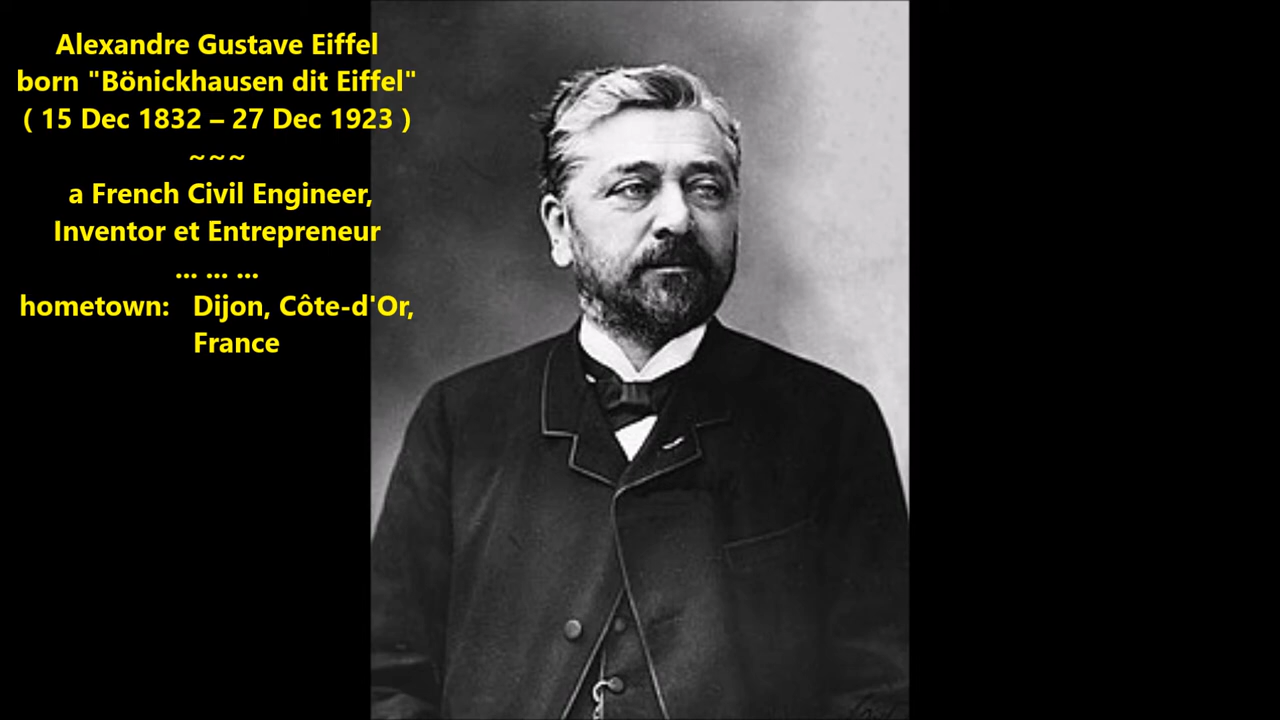 Alexandre Gustave Eiffel
born "Bönickhausen dit Eiffel"
( 15 Dec 1832 – 27 Dec 1923 )
~~~
a French Civil Engineer,
Inventor et Entrepreneur
... ... ...
hometown: Dijon, Côte-d'Or,
France